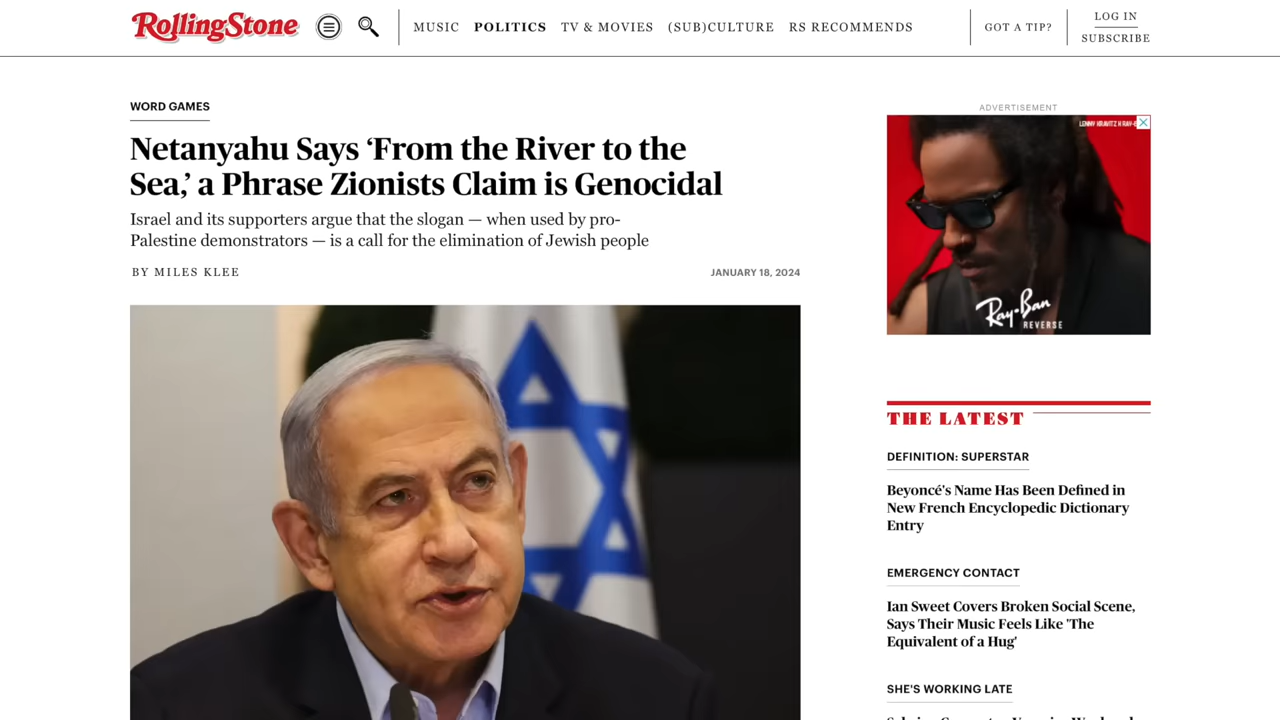 RollingStone
MUSIC POLITICS TV & MOVIES (SUB)CULTURE RS RECOMMENDS
GOT A TIP?
LOG IN
SUBSCRIBE
WORD GAMES
Netanyahu Says ‘From the River to the
Sea,’ a Phrase Zionists Claim is Genocidal
Israel and its supporters argue that the slogan — when used by pro-
Palestine demonstrators — is a call for the elimination of Jewish people
BY MILES KLEE
JANUARY 18, 2024
ADVERTISEMENT
LENNY KRAVITZ X RAY-
Ray-Ban
REVERSE
THE LATEST
DEFINITION: SUPERSTAR
Beyoncé's Name Has Been Defined in
New French Encyclopedic Dictionary
Entry
EMERGENCY CONTACT
Ian Sweet Covers Broken Social Scene,
Says Their Music Feels Like 'The
Equivalent of a Hug'
SHE'S WORKING LATE